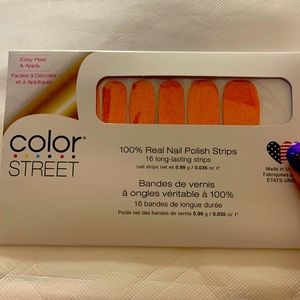 Easy Peel
& Apply
Faciles à Décoller
et à Appliquer
color®
STREET
100% Real Nail Polish Strips
16 long-lasting strips
nail strips net wt. 0.99 g / 0.035 oz
Bandes de vernis
à ongles véritable à 100%
16 bandes de longue durée
Poids net des bandes de vernis 0.99 g / 0.035 oz
Made in
Fabriquées
ÉTATS-UNIS